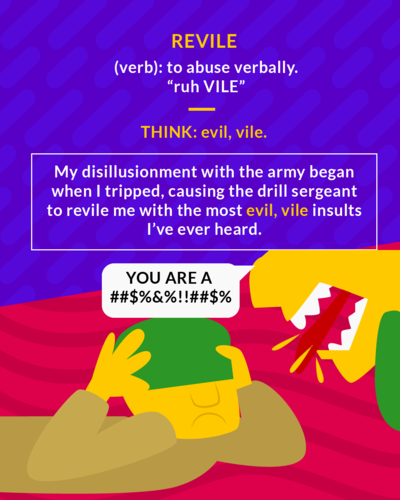 REVILE
(verb): to abuse verbally.
“ruh VILE”
THINK: evil, vile.
My disillusionment with the army began
when I tripped, causing the drill sergeant
to revile me with the most evil, vile insults
I’ve ever heard.
YOU ARE A
##$%&%!!##$%